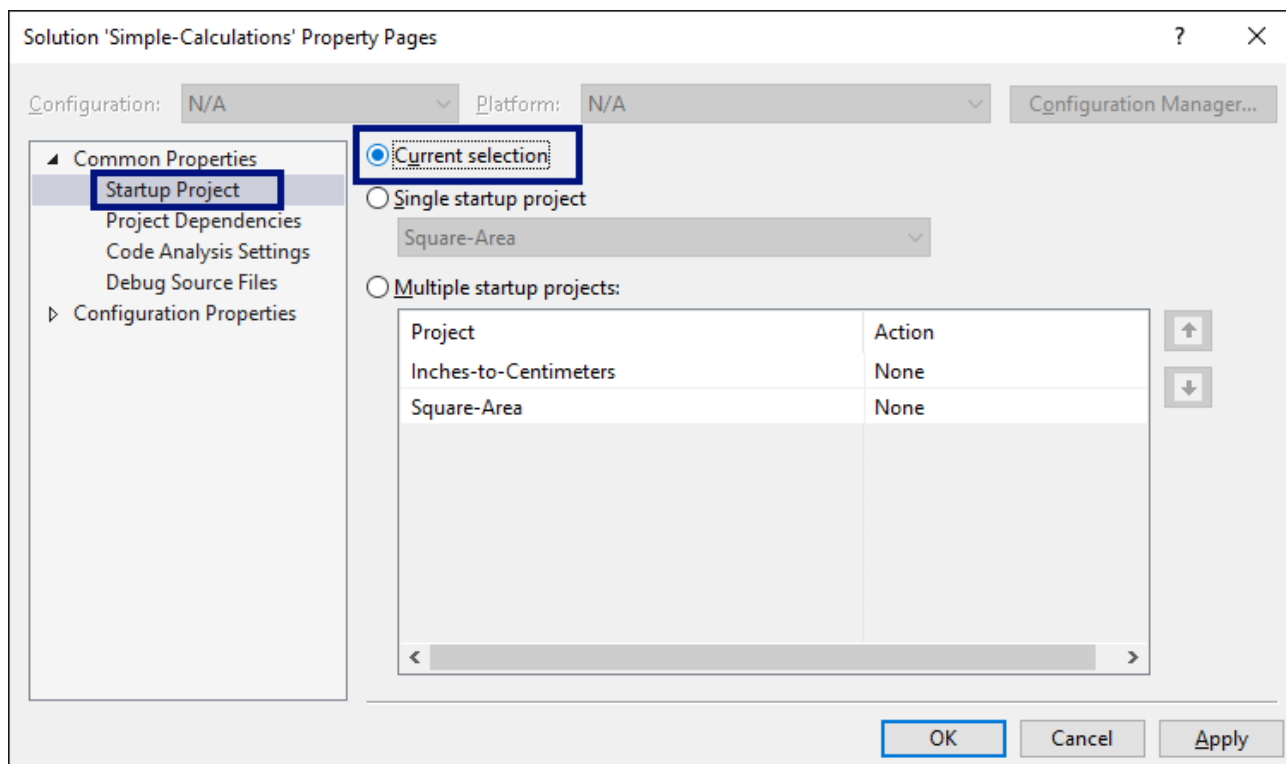 Solution 'Simple-Calculations' Property Pages
?
Configuration: N/A Platform: N/A Configuration Manager...
Common Properties
Startup Project
Project Dependencies
Code Analysis Settings
Debug Source Files
Configuration Properties
Current selection
Single startup project
Square-Area
Multiple startup projects:
Project Action
Inches-to-Centimeters None
Square-Area None
OK Cancel Apply